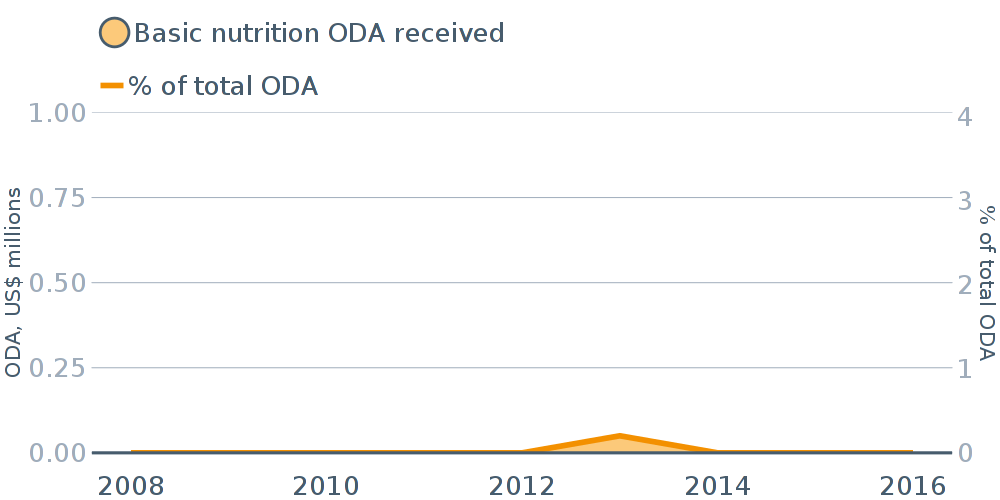 Basic nutrition ODA received
% of total ODA
1.00
0.75
0.50
0.25
0.00
ODA, US$ millions
4
3
2
1
0
% of total ODA
2008 2010 2012 2014 2016